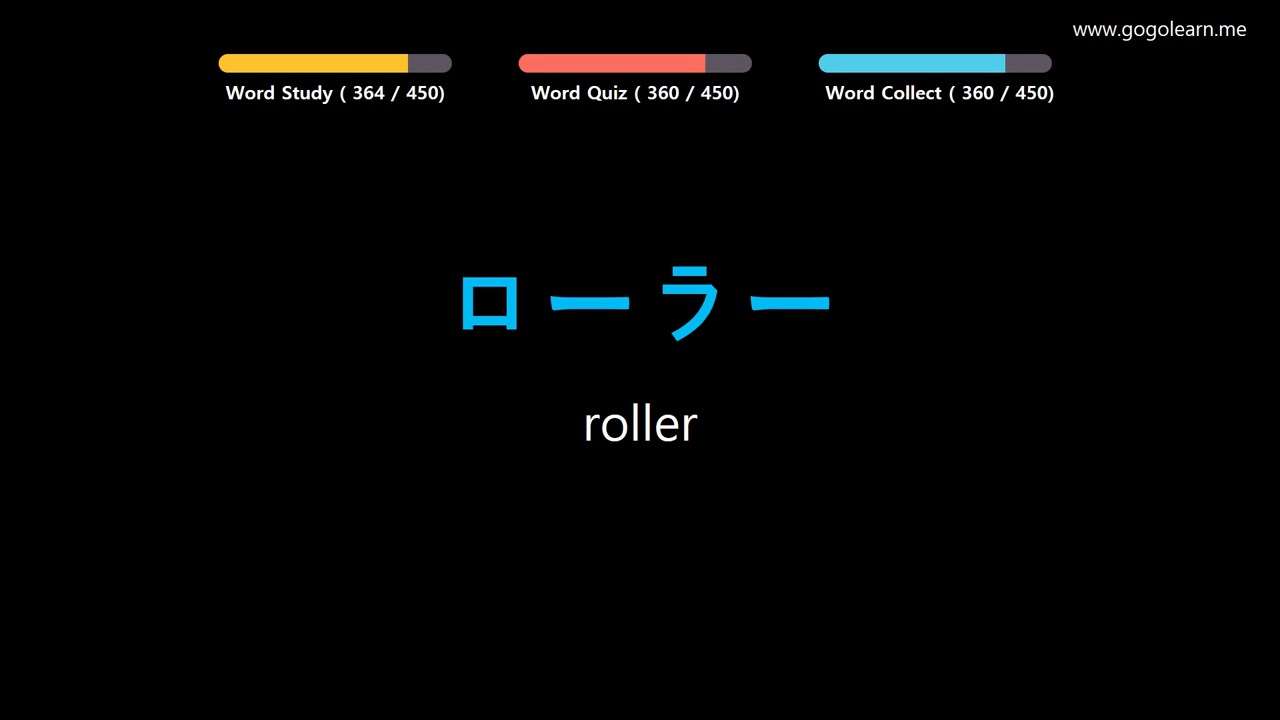 www.gogolearn.me
Word Study ( 364 / 450)
Word Quiz ( 360 / 450)
Word Collect ( 360 / 450)
ローラー
roller